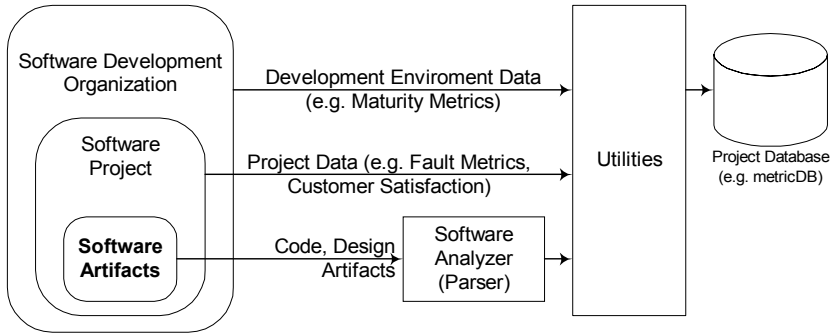 Software Development
Organization
Development Enviroment Data
(e.g. Maturity Metrics)
Software
Project
Project Data (e.g. Fault Metrics,
Customer Satisfaction)
Software
Artifacts
Code, Design
Artifacts
Software
Analyzer
(Parser)
Utilities
Project Database
(e.g. metricDB)